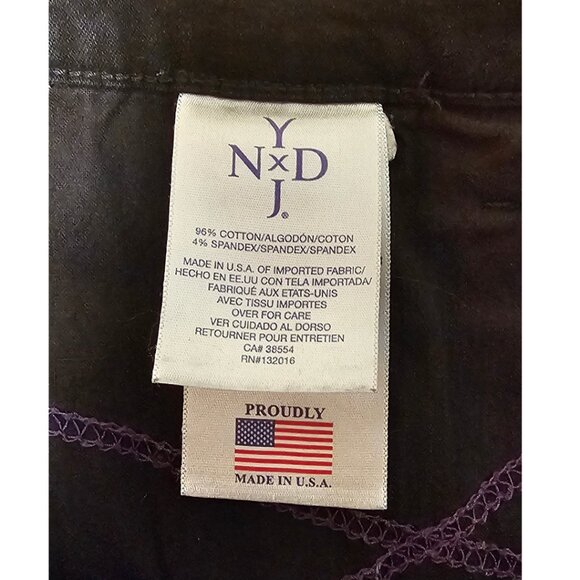 Y
N x D
J®
96% COTTON/ALGODÓN/COTON
4% SPANDEX/SPANDEX/SPANDEX
MADE IN U.S.A. OF IMPORTED FABRIC/
HECHO EN EE.UU CON TELA IMPORTADA/
FABRIQUÉ AUX ETATS-UNIS
AVEC TISSU IMPORTES
OVER FOR CARE
VER CUIDADO AL DORSO
RETOURNER POUR ENTRETIEN
CA# 38554
RN#132016
PROUDLY
MADE IN U.S.A.